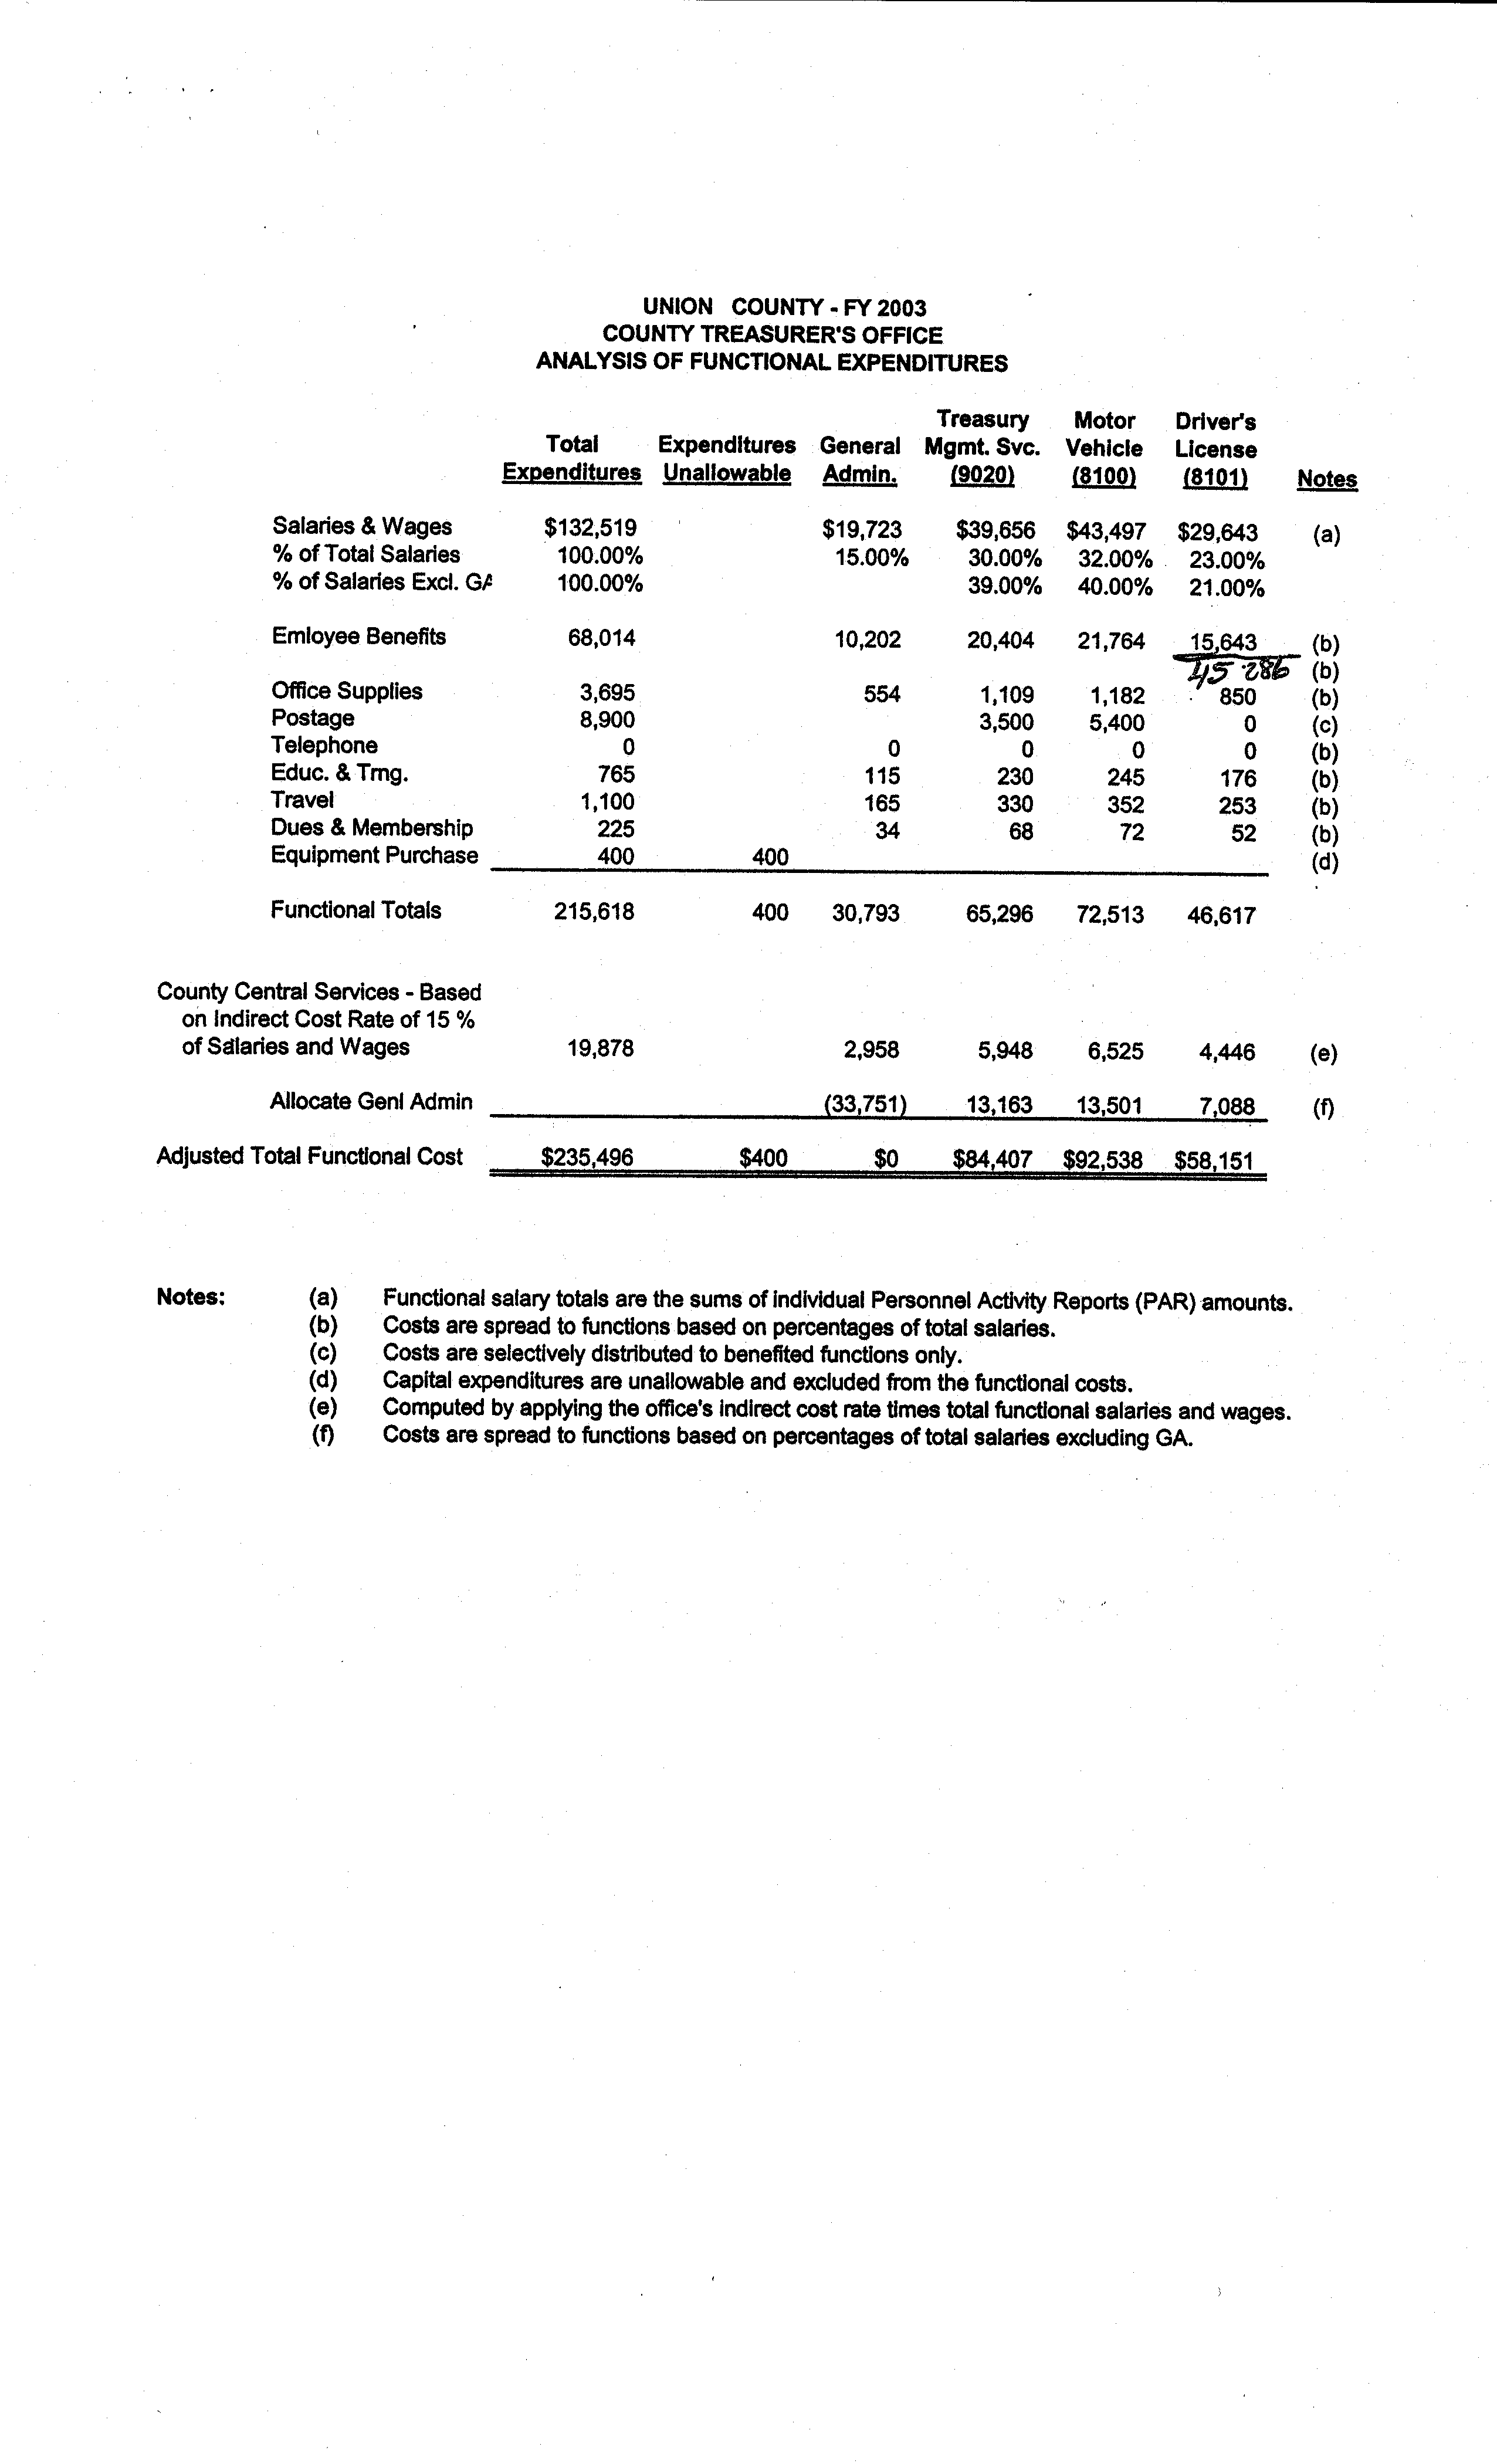 UNION COUNTY - FY 2003
COUNTY TREASURER'S OFFICE
ANALYSIS OF FUNCTIONAL EXPENDITURES
Treasury Motor Driver's
Total Expenditures General Mgmt. Svc. Vehicle License
Expenditures Unallowable Admin. (9020) (8100) (8101) Notes
Salaries & Wages $132,519 $19,723 $39,656 $43,497 $29,643 (a)
% of Total Salaries 100.00% 15.00% 30.00% 32.00% 23.00%
% of Salaries Excl. GA 100.00% 39.00% 40.00% 21.00%
Emloyee Benefits 68,014 10,202 20,404 21,764 15,643 (b)
45 286 (b)
Office Supplies 3,695 554 1,109 1,182 850 (b)
Postage 8,900 3,500 5,400 0 (c)
Telephone 0 0 0 0 0 (b)
Educ. & Trng. 765 115 230 245 176 (b)
Travel 1,100 165 330 352 253 (b)
Dues & Membership 225 34 68 72 52 (b)
Equipment Purchase 400 400 (d)
Functional Totals 215,618 400 30,793 65,296 72,513 46,617
County Central Services - Based
on Indirect Cost Rate of 15 %
of Salaries and Wages 19,878 2,958 5,948 6,525 4,446 (e)
Allocate Genl Admin (33,751) 13,163 13,501 7,088 (f)
Adjusted Total Functional Cost $235,496 $400 $0 $84,407 $92,538 $58,151
Notes: (a) Functional salary totals are the sums of individual Personnel Activity Reports (PAR) amounts.
(b) Costs are spread to functions based on percentages of total salaries.
(c) Costs are selectively distributed to benefited functions only.
(d) Capital expenditures are unallowable and excluded from the functional costs.
(e) Computed by applying the office's indirect cost rate times total functional salaries and wages.
(f) Costs are spread to functions based on percentages of total salaries excluding GA.